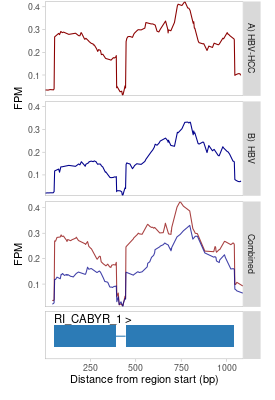 0.4
0.3
0.2
0.1
A) HBV-HCC
FPM
0.4
0.3
0.2
0.1
B) HBV
0.4
0.3
0.2
0.1
FPM
Combined
RI_CABYR_1 >
250 500 750 1000
Distance from region start (bp)